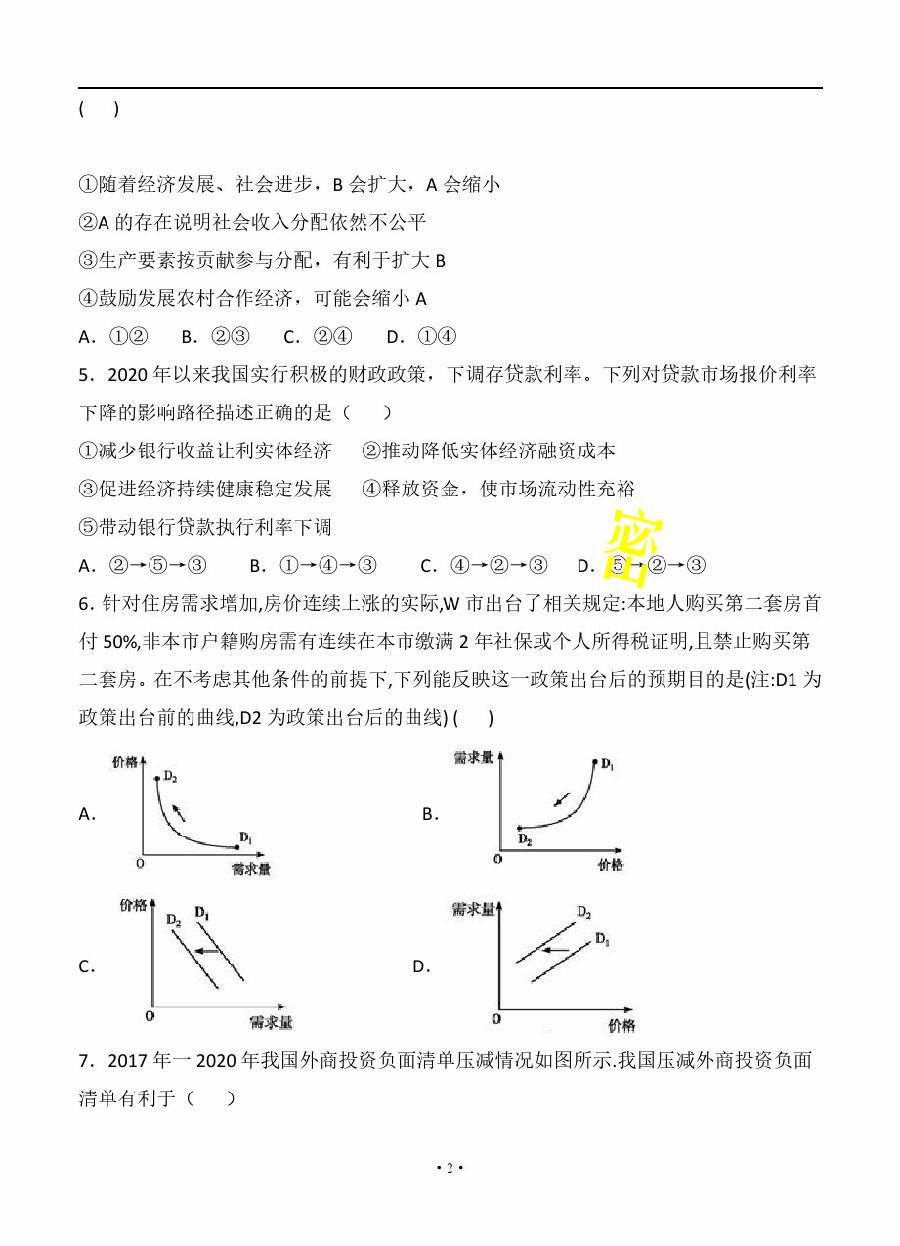 (      )
①随着经济发展、社会进步，B 会扩大，A 会缩小
②A 的存在说明社会收入分配依然不公平
③生产要素按贡献参与分配，有利于扩大 B
④鼓励发展农村合作经济，可能会缩小 A
A．①②      B．②③      C．②④      D．①④
5．2020 年以来我国实行积极的财政政策，下调存贷款利率。下列对贷款市场报价利率
下降的影响路径描述正确的是（      ）
①减少银行收益让利实体经济      ②推动降低实体经济融资成本
③促进经济持续健康稳定发展      ④释放资金，使市场流动性充裕
⑤带动银行贷款执行利率下调
密
A．②→⑤→③      B．①→④→③      C．④→②→③      D．⑤→②→③
6．针对住房需求增加,房价连续上涨的实际,W 市出台了相关规定:本地人购买第二套房首
付 50%,非本市户籍购房需有连续在本市缴满 2 年社保或个人所得税证明,且禁止购买第
二套房。在不考虑其他条件的前提下,下列能反映这一政策出台后的预期目的是(注:D1 为
政策出台前的曲线,D2 为政策出台后的曲线) (      )
A．
价格
D2
D1
O
需求量
B．
需求量
D1
D2
O
价格
C．
价格
D2
D1
O
需求量
D．
需求量
D2
D1
O
价格
7．2017 年一 2020 年我国外商投资负面清单压减情况如图所示.我国压减外商投资负面
清单有利于（      ）
• 2 •